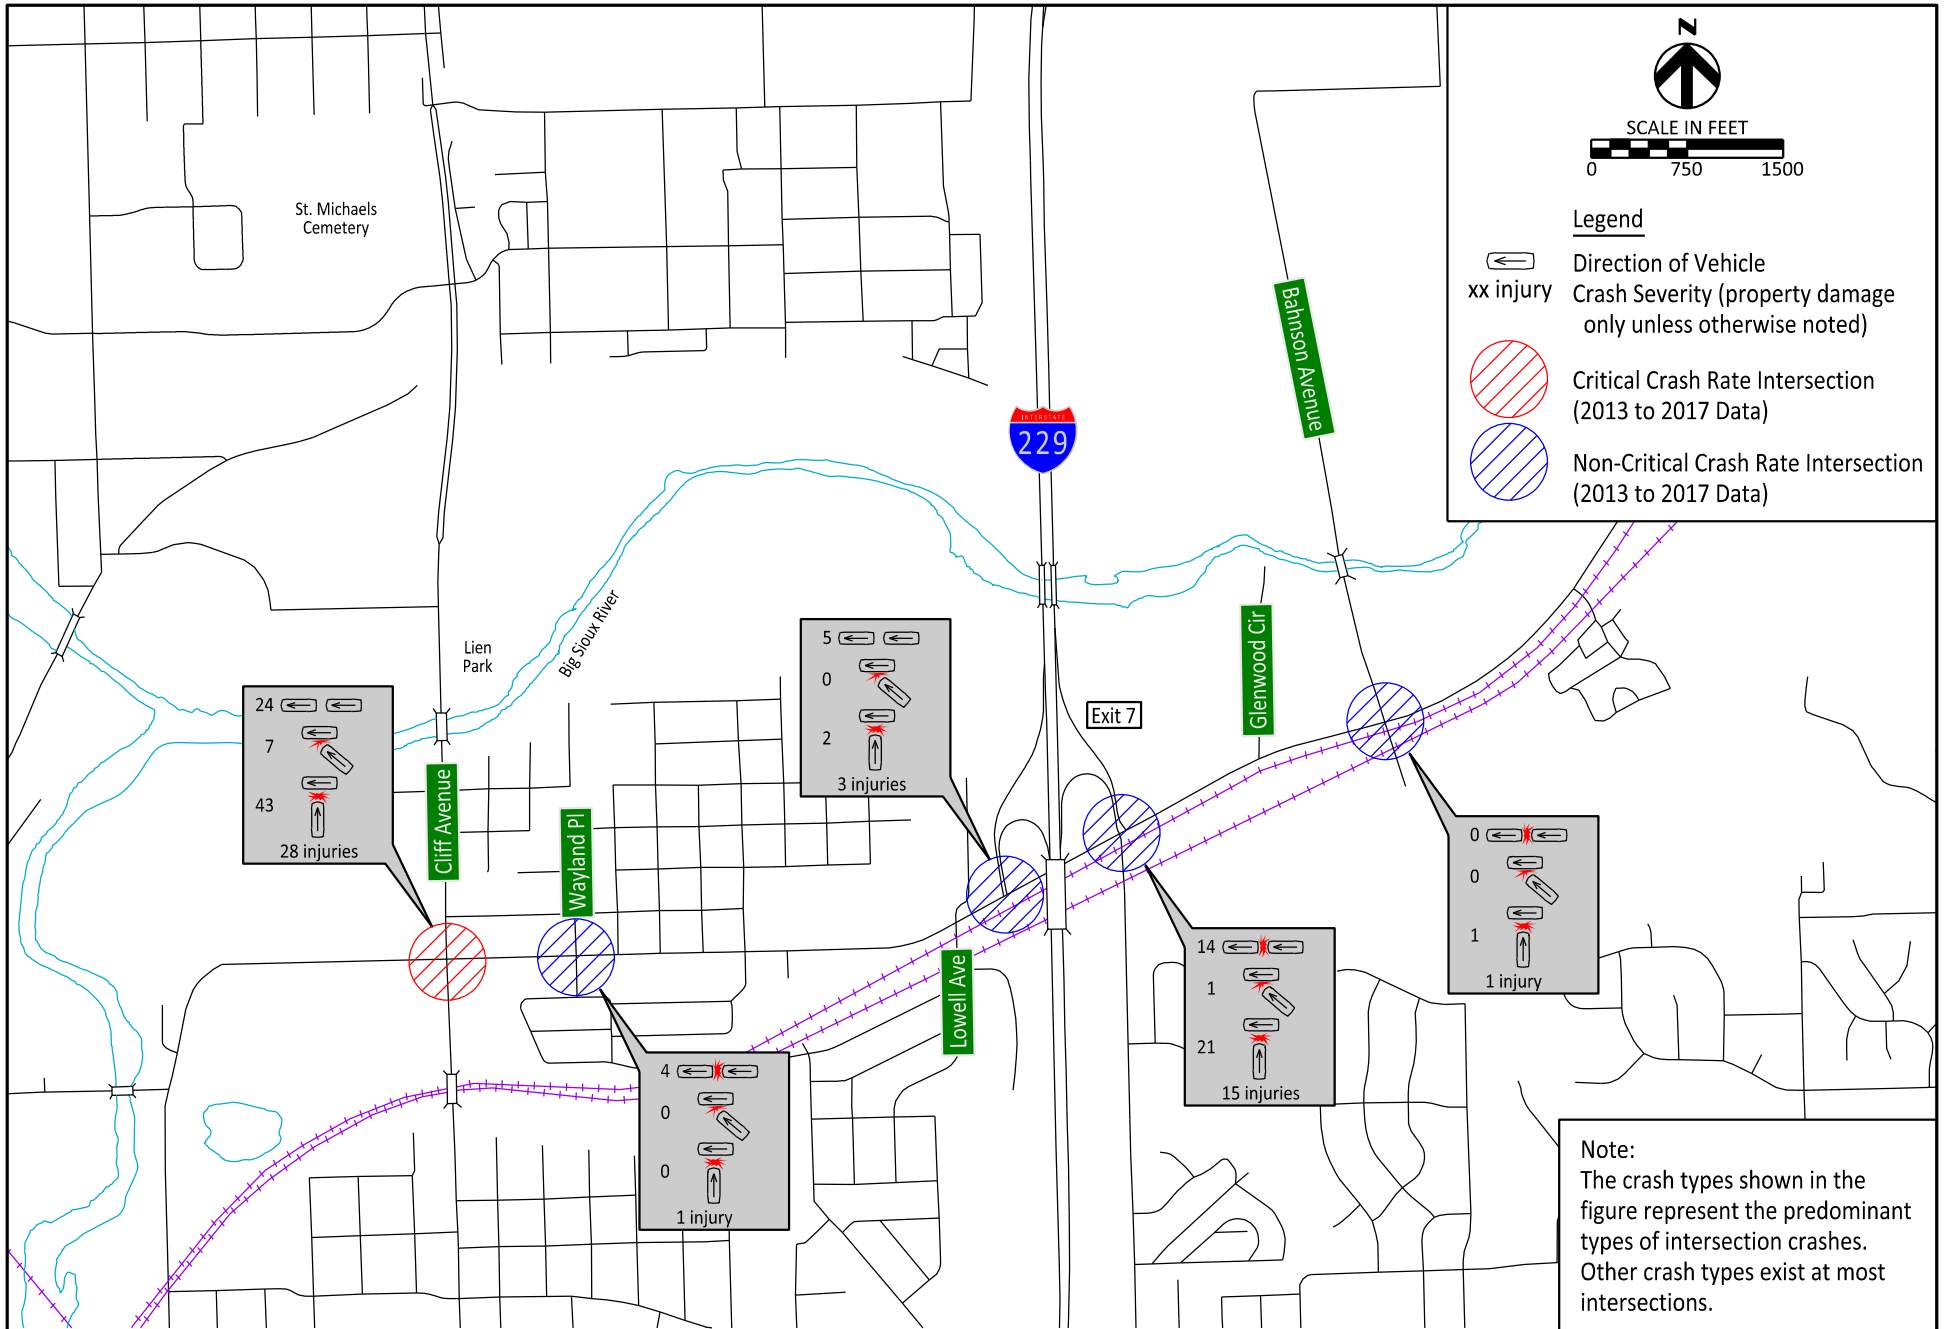 N
SCALE IN FEET
0 750 1500
Legend
Direction of Vehicle
xx injury
Crash Severity (property damage
only unless otherwise noted)
Critical Crash Rate Intersection
(2013 to 2017 Data)
Non-Critical Crash Rate Intersection
(2013 to 2017 Data)
St. Michaels
Cemetery
Bahnson Avenue
INTERSTATE
229
Lien
Park
Big Sioux River
Glenwood Cir
Exit 7
5
0
2
3 injuries
24
7
43
28 injuries
Cliff Avenue
Wayland Pl
Lowell Ave
0
0
1
1 injury
14
1
21
15 injuries
4
0
0
1 injury
Note:
The crash types shown in the
figure represent the predominant
types of intersection crashes.
Other crash types exist at most
intersections.